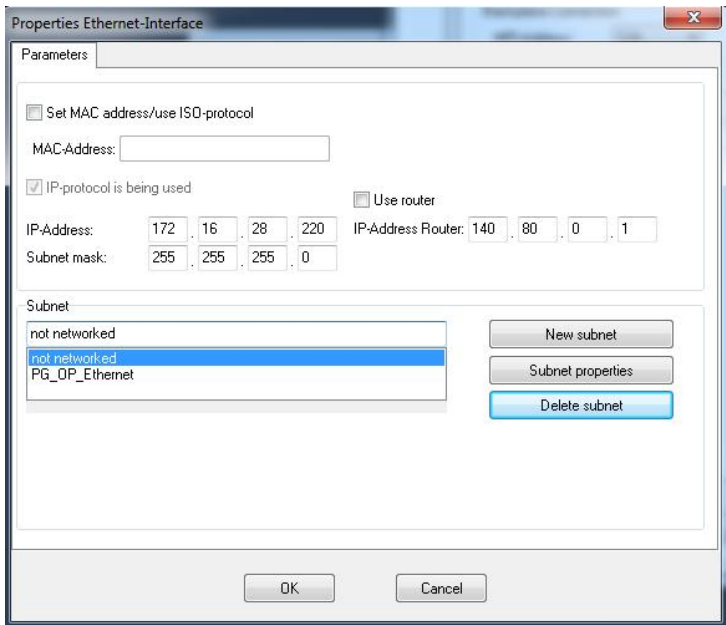 Properties Ethernet-Interface
Parameters
Set MAC address/use ISO-protocol
MAC-Address:
IP-protocol is being used
Use router
IP-Address: 172 . 16 . 28 . 220 IP-Address Router: 140 . 80 . 0 . 1
Subnet mask: 255 . 255 . 255 . 0
Subnet
not networked
New subnet
not networked
PG_OP_Ethernet
Subnet properties
Delete subnet
OK
Cancel